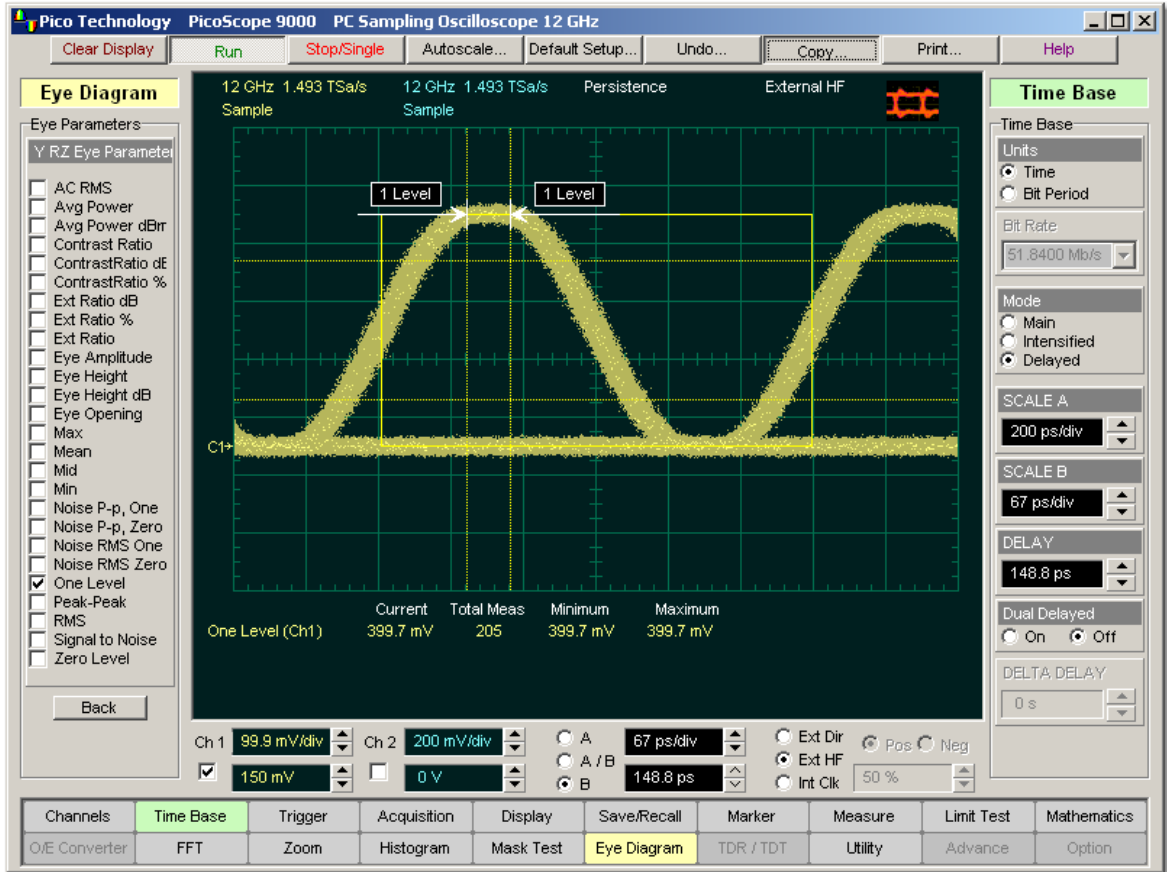 Pico Technology PicoScope 9000 PC Sampling Oscilloscope 12 GHz
Clear Display Run Stop/Single Autoscale... Default Setup... Undo... Copy... Print... Help
Eye Diagram
Eye Parameters
Y RZ Eye Parameter
AC RMS
Avg Power
Avg Power dBm
Contrast Ratio
ContrastRatio dE
ContrastRatio %
Ext Ratio dB
Ext Ratio %
Ext Ratio
Eye Amplitude
Eye Height
Eye Height dB
Eye Opening
Max
Mean
Mid
Min
Noise P-p, One
Noise P-p, Zero
Noise RMS One
Noise RMS Zero
One Level
Peak-Peak
RMS
Signal to Noise
Zero Level
Back
12 GHz 1.493 TSa/s 12 GHz 1.493 TSa/s Persistence External HF
Sample Sample
1 Level 1 Level
C1
Current Total Meas Minimum Maximum
One Level (Ch1) 399.7 mV 205 399.7 mV 399.7 mV
Time Base
Time Base
Units
Time
Bit Period
Bit Rate
51.8400 Mb/s
Mode
Main
Intensified
Delayed
SCALE A
200 ps/div
SCALE B
67 ps/div
DELAY
148.8 ps
Dual Delayed
On Off
DELTA DELAY
0 s
Ch 1 99.9 mV/div Ch 2 200 mV/div A 67 ps/div Ext Dir Pos Neg
A / B Ext HF
150 mV 0 V B 148.8 ps Int Clk 50 %
Channels Time Base Trigger Acquisition Display Save/Recall Marker Measure Limit Test Mathematics
O/E Converter FFT Zoom Histogram Mask Test Eye Diagram TDR / TDT Utility Advance Option